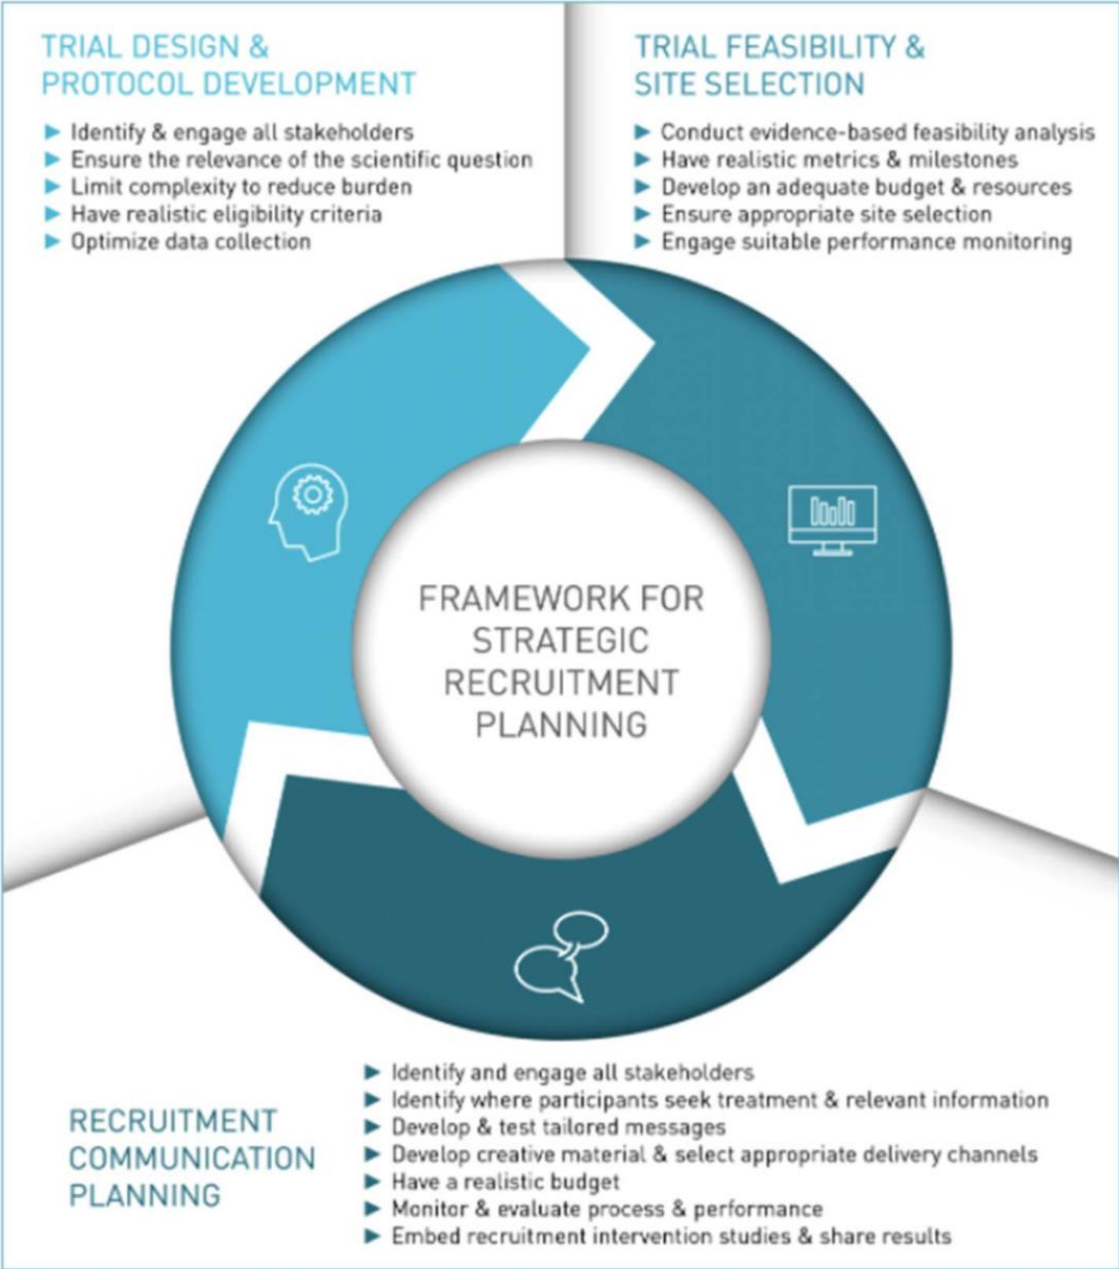 TRIAL DESIGN &
PROTOCOL DEVELOPMENT
Identify & engage all stakeholders
Ensure the relevance of the scientific question
Limit complexity to reduce burden
Have realistic eligibility criteria
Optimize data collection
TRIAL FEASIBILITY &
SITE SELECTION
Conduct evidence-based feasibility analysis
Have realistic metrics & milestones
Develop an adequate budget & resources
Ensure appropriate site selection
Engage suitable performance monitoring
FRAMEWORK FOR
STRATEGIC
RECRUITMENT
PLANNING
RECRUITMENT
COMMUNICATION
PLANNING
Identify and engage all stakeholders
Identify where participants seek treatment & relevant information
Develop & test tailored messages
Develop creative material & select appropriate delivery channels
Have a realistic budget
Monitor & evaluate process & performance
Embed recruitment intervention studies & share results